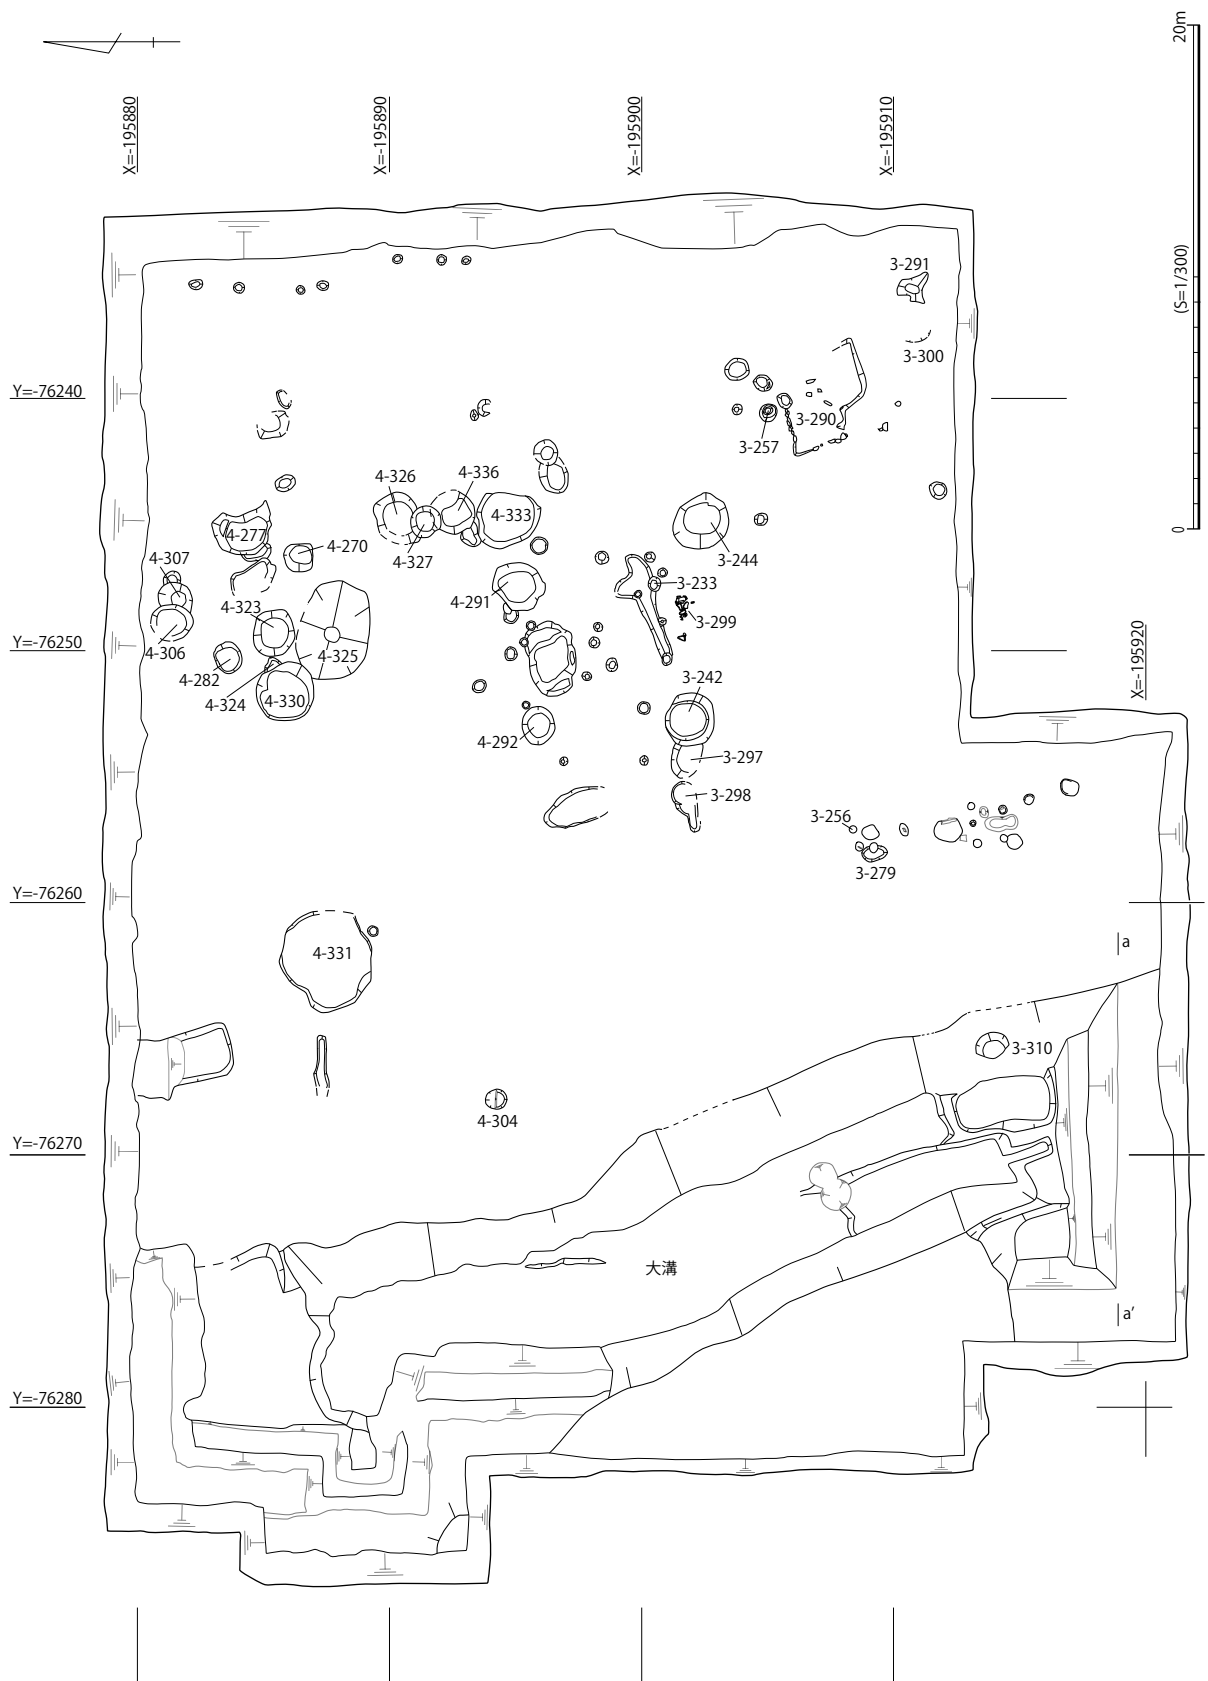 20m
(S=1/300)
0
X=-195880
X=-195890
X=-195900
X=-195910
X=-195920
Y=-76240
Y=-76250
Y=-76260
Y=-76270
Y=-76280
3-291
3-300
3-290
3-257
4-326
4-336
4-333
4-277
4-270
4-327
3-244
4-307
4-291
3-233
3-299
4-323
4-306
4-325
4-282
4-324
4-330
3-242
4-292
3-297
3-298
3-256
3-279
4-331
a
3-310
4-304
大溝
a′